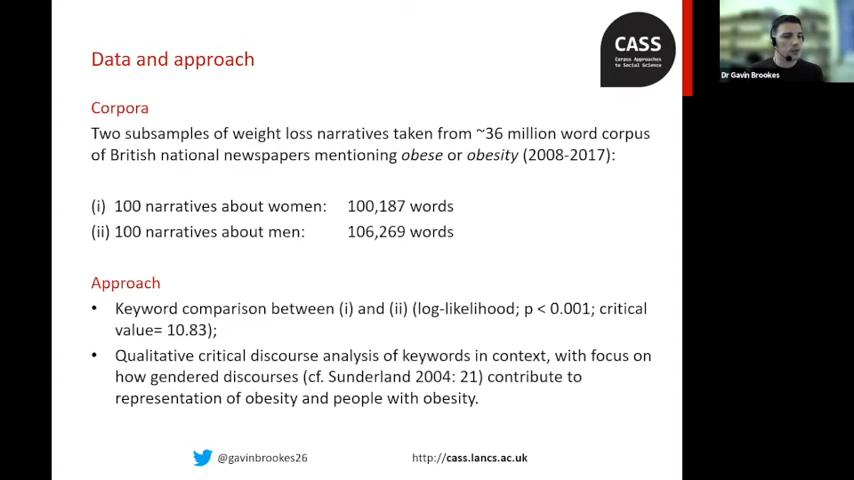 Data and approach
CASS
Corpus Approaches
to Social Science
Dr Gavin Brookes
Corpora
Two subsamples of weight loss narratives taken from ~36 million word corpus
of British national newspapers mentioning obese or obesity (2008-2017):
(i) 100 narratives about women: 100,187 words
(ii) 100 narratives about men: 106,269 words
Approach
• Keyword comparison between (i) and (ii) (log-likelihood; p < 0.001; critical
value= 10.83);
• Qualitative critical discourse analysis of keywords in context, with focus on
how gendered discourses (cf. Sunderland 2004: 21) contribute to
representation of obesity and people with obesity.
@gavinbrookes26 http://cass.lancs.ac.uk